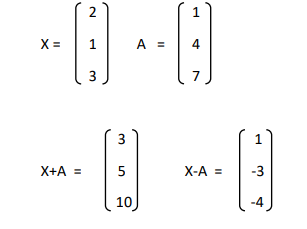 2 1
X = 1 A = 4
3 7
3 1
X+A = 5 X-A = -3
10 -4